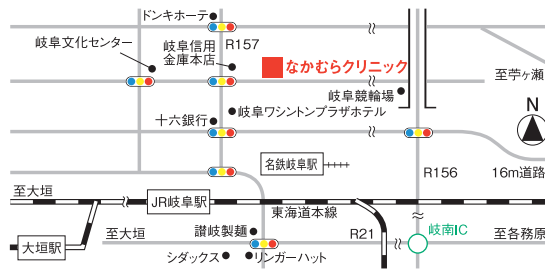 ドンキホーテ
岐阜文化センター
岐阜信用
金庫本店
R157
なかむらクリニック
至芋ヶ瀬
岐阜競輪場
十六銀行
岐阜ワシントンプラザホテル
N
名鉄岐阜駅
R156
16m道路
至大垣
JR岐阜駅
東海道本線
讃岐製麺
R21
岐南IC
至各務原
至大垣
大垣駅
シダックス
リンガーハット